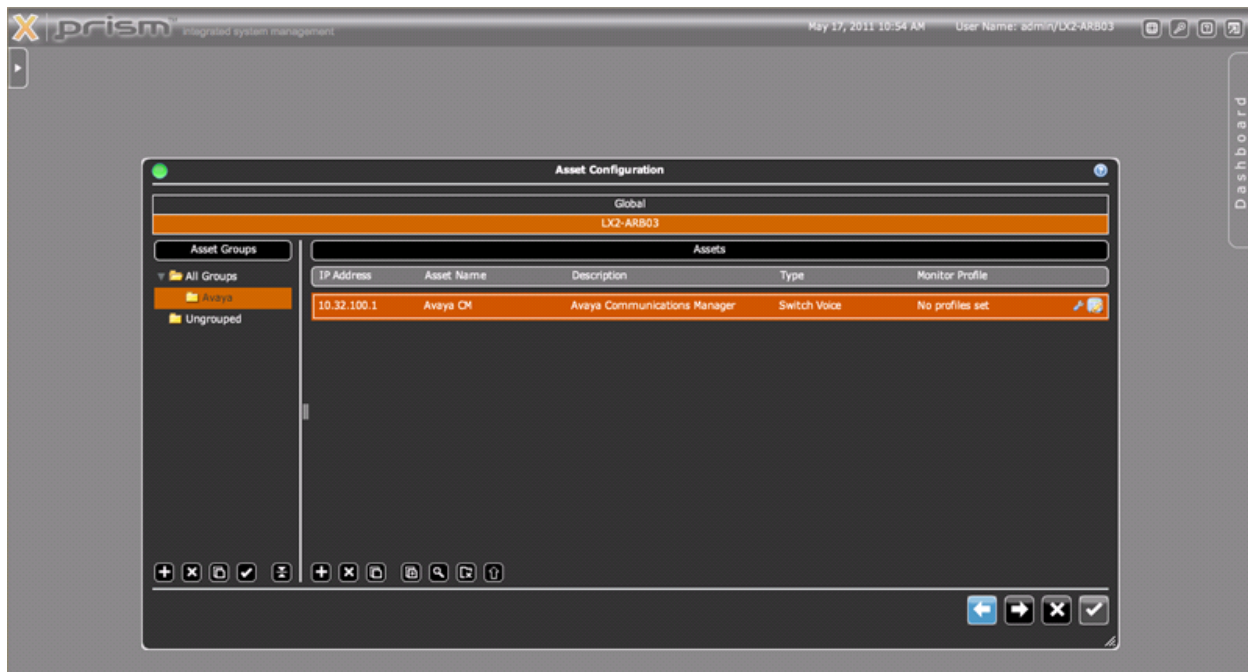 X prism™ integrated system management May 17, 2011 10:54 AM User Name: admin/LX2-ARB03
Dashboard
Asset Configuration
Global
LX2-ARB03
Asset Groups
Assets
All Groups
Avaya
Ungrouped
IP Address Asset Name Description Type Monitor Profile
10.32.100.1 Avaya CM Avaya Communications Manager Switch Voice No profiles set